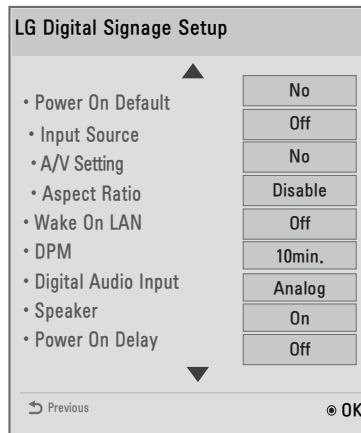 LG Digital Signage Setup
• Power On Default No
• Input Source Off
• A/V Setting No
• Aspect Ratio Disable
• Wake On LAN Off
• DPM 10min.
• Digital Audio Input Analog
• Speaker On
• Power On Delay Off
Previous OK